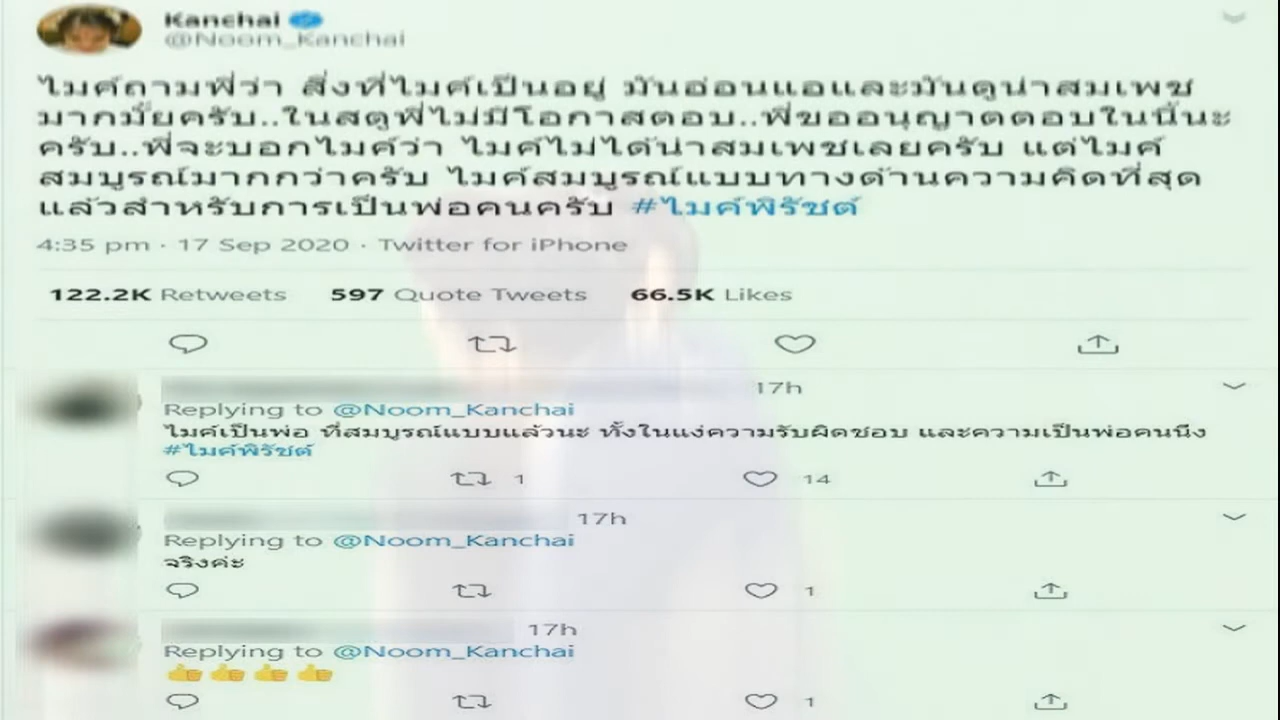 Kanchai
@Noom_Kanchai
ไมค์ถามพี่ว่า สิ่งที่ไมค์เป็นอยู่ มันอ่อนแอและมันดูน่าสมเพช
มากมั้ยครับ..ในสตูพี่ไม่มีโอกาสตอบ..พี่ขออนุญาตตอบในนี้นะ
ครับ..พี่จะบอกไมค์ว่า ไมค์ไม่ได้น่าสมเพชเลยครับ แต่ไมค์
สมบูรณ์มากกว่าครับ ไมค์สมบูรณ์แบบทางด้านความคิดที่สุด
แล้วสำหรับการเป็นพ่อคนครับ #ไมค์พิรัชต์
4:35 pm · 17 Sep 2020 · Twitter for iPhone
122.2K Retweets 597 Quote Tweets 66.5K Likes
17h
Replying to @Noom_Kanchai
ไมค์เป็นพ่อ ที่สมบูรณ์แบบแล้วนะ ทั้งในแง่ความรับผิดชอบ และความเป็นพ่อคนนึง
#ไมค์พิรัชต์
1 14
17h
Replying to @Noom_Kanchai
จริงค่ะ
1
17h
Replying to @Noom_Kanchai
👍👍👍👍
1